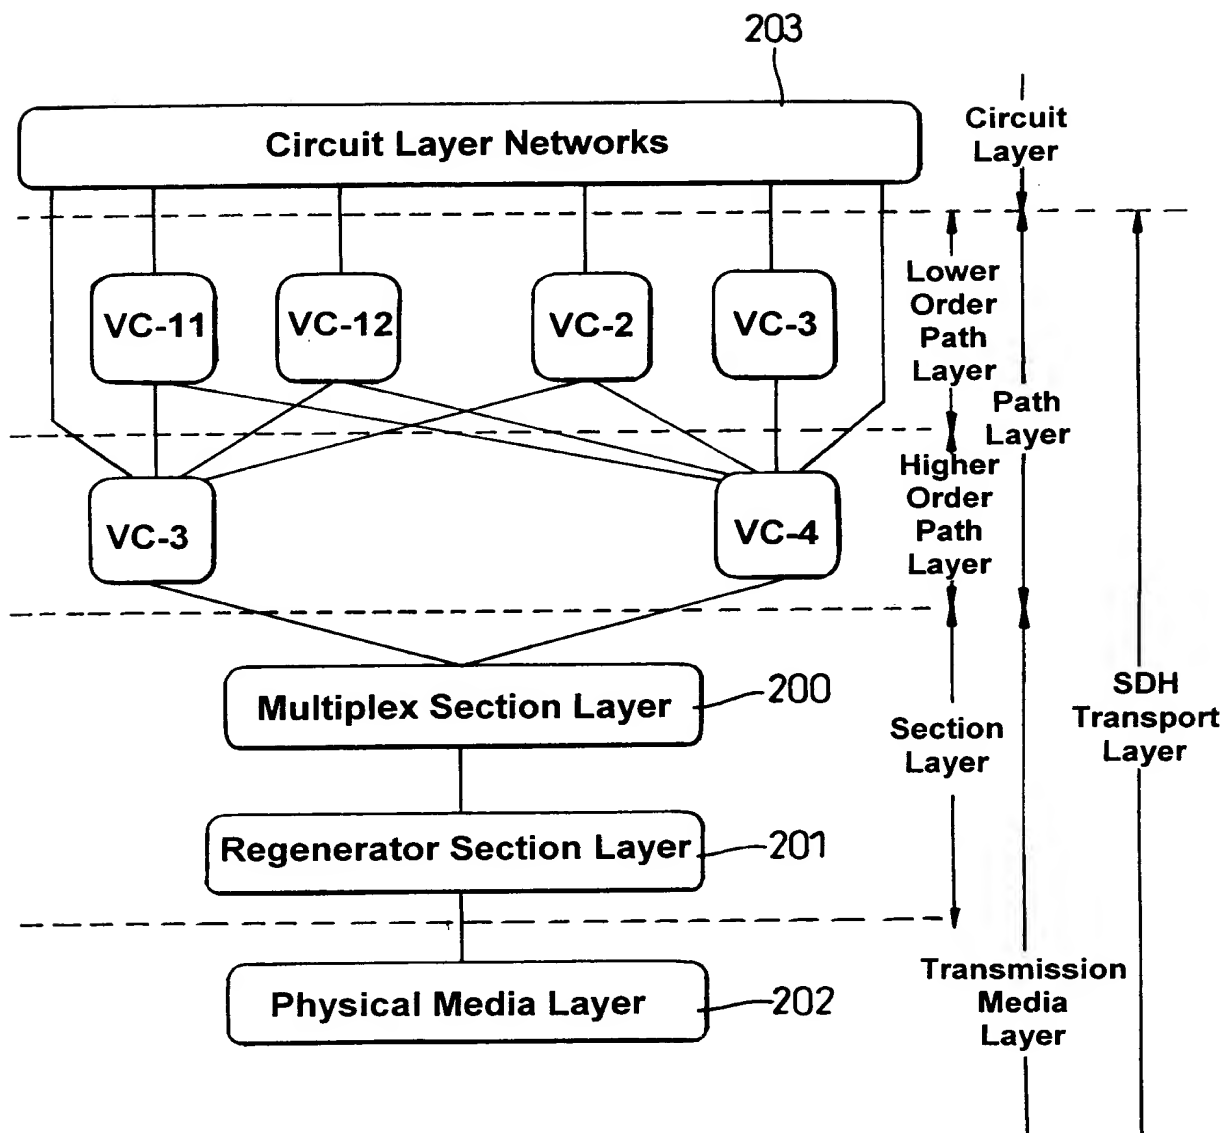 203
Circuit Layer Networks
Circuit
Layer
VC-11
VC-12
VC-2
VC-3
Lower
Order
Path
Layer
Path
Layer
VC-3
VC-4
Higher
Order
Path
Layer
Multiplex Section Layer
200
Section
Layer
SDH
Transport
Layer
Regenerator Section Layer
201
Physical Media Layer
202
Transmission
Media
Layer